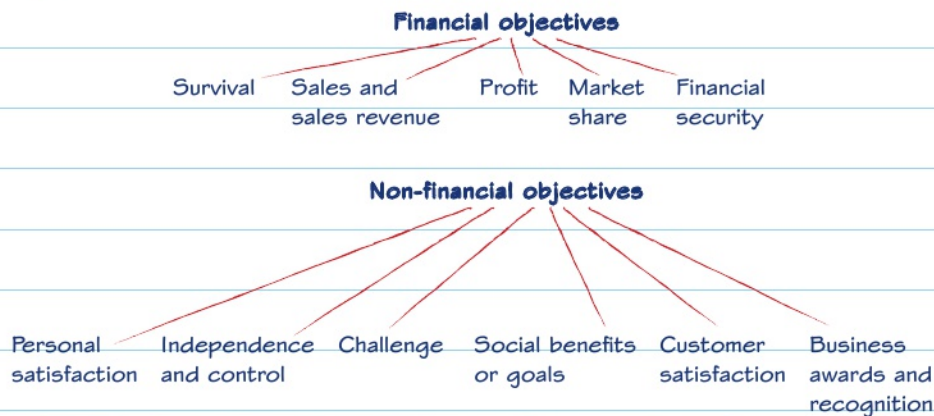 Financial objectives
Survival
Sales and
sales revenue
Profit
Market
share
Financial
security
Non-financial objectives
Personal
satisfaction
Independence
and control
Challenge
Social benefits
or goals
Customer
satisfaction
Business
awards and
recognition